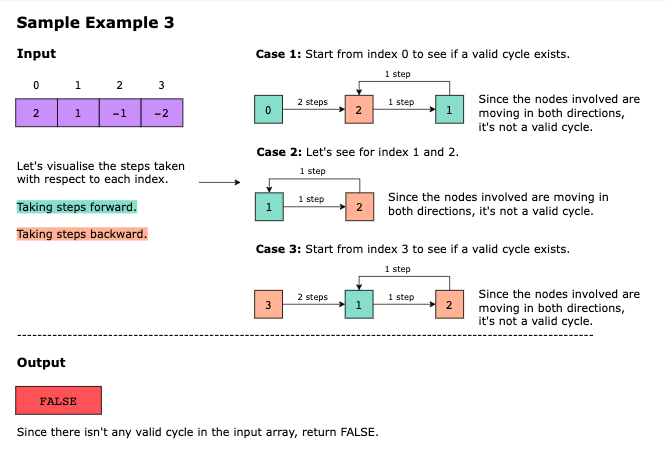 Sample Example 3
Input
0 1 2 3
2 1 −1 −2
Let's visualise the steps taken
with respect to each index.
Taking steps forward.
Taking steps backward.
Case 1: Start from index 0 to see if a valid cycle exists.
1 step
0 2 steps 2 1 step 1
Since the nodes involved are
moving in both directions,
it's not a valid cycle.
Case 2: Let's see for index 1 and 2.
1 step
1 1 step 2
Since the nodes involved are moving in
both directions, it's not a valid cycle.
Case 3: Start from index 3 to see if a valid cycle exists.
1 step
3 2 steps 1 1 step 2
Since the nodes involved are
moving in both directions,
it's not a valid cycle.
Output
FALSE
Since there isn't any valid cycle in the input array, return FALSE.